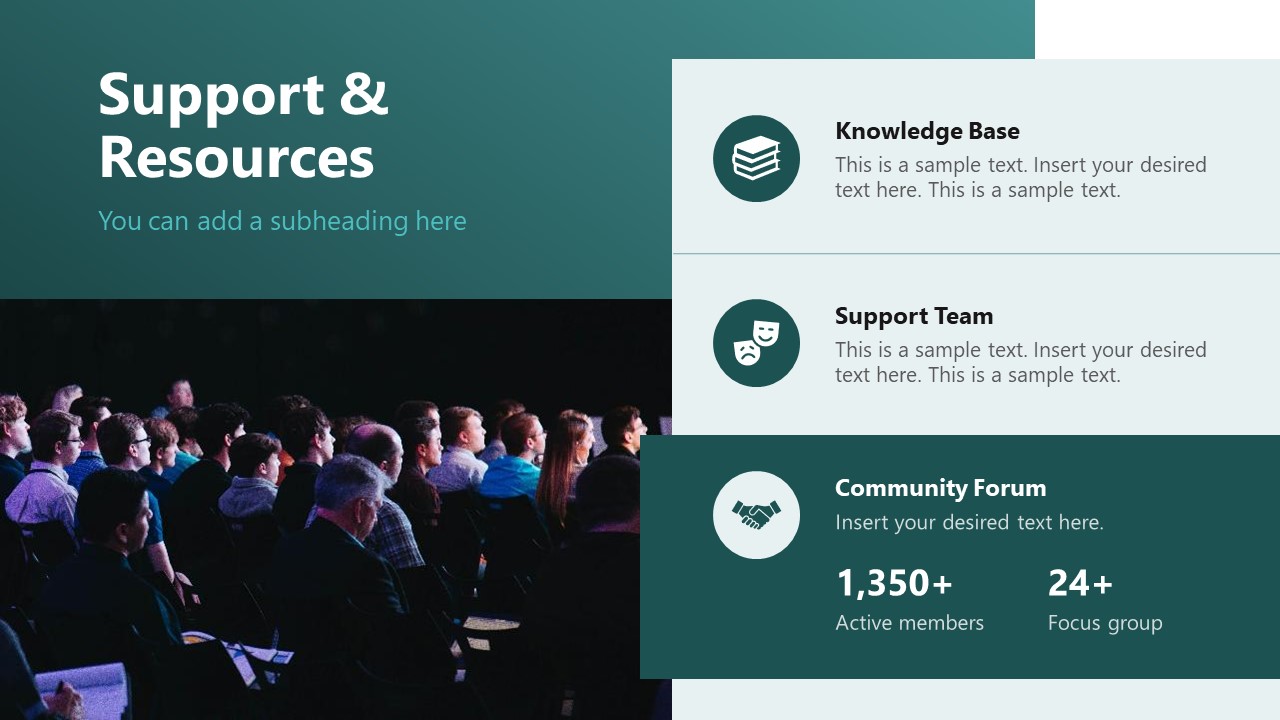 Support &
Resources
You can add a subheading here
Knowledge Base
This is a sample text. Insert your desired
text here. This is a sample text.
Support Team
This is a sample text. Insert your desired
text here. This is a sample text.
Community Forum
Insert your desired text here.
1,350+
Active members
24+
Focus group